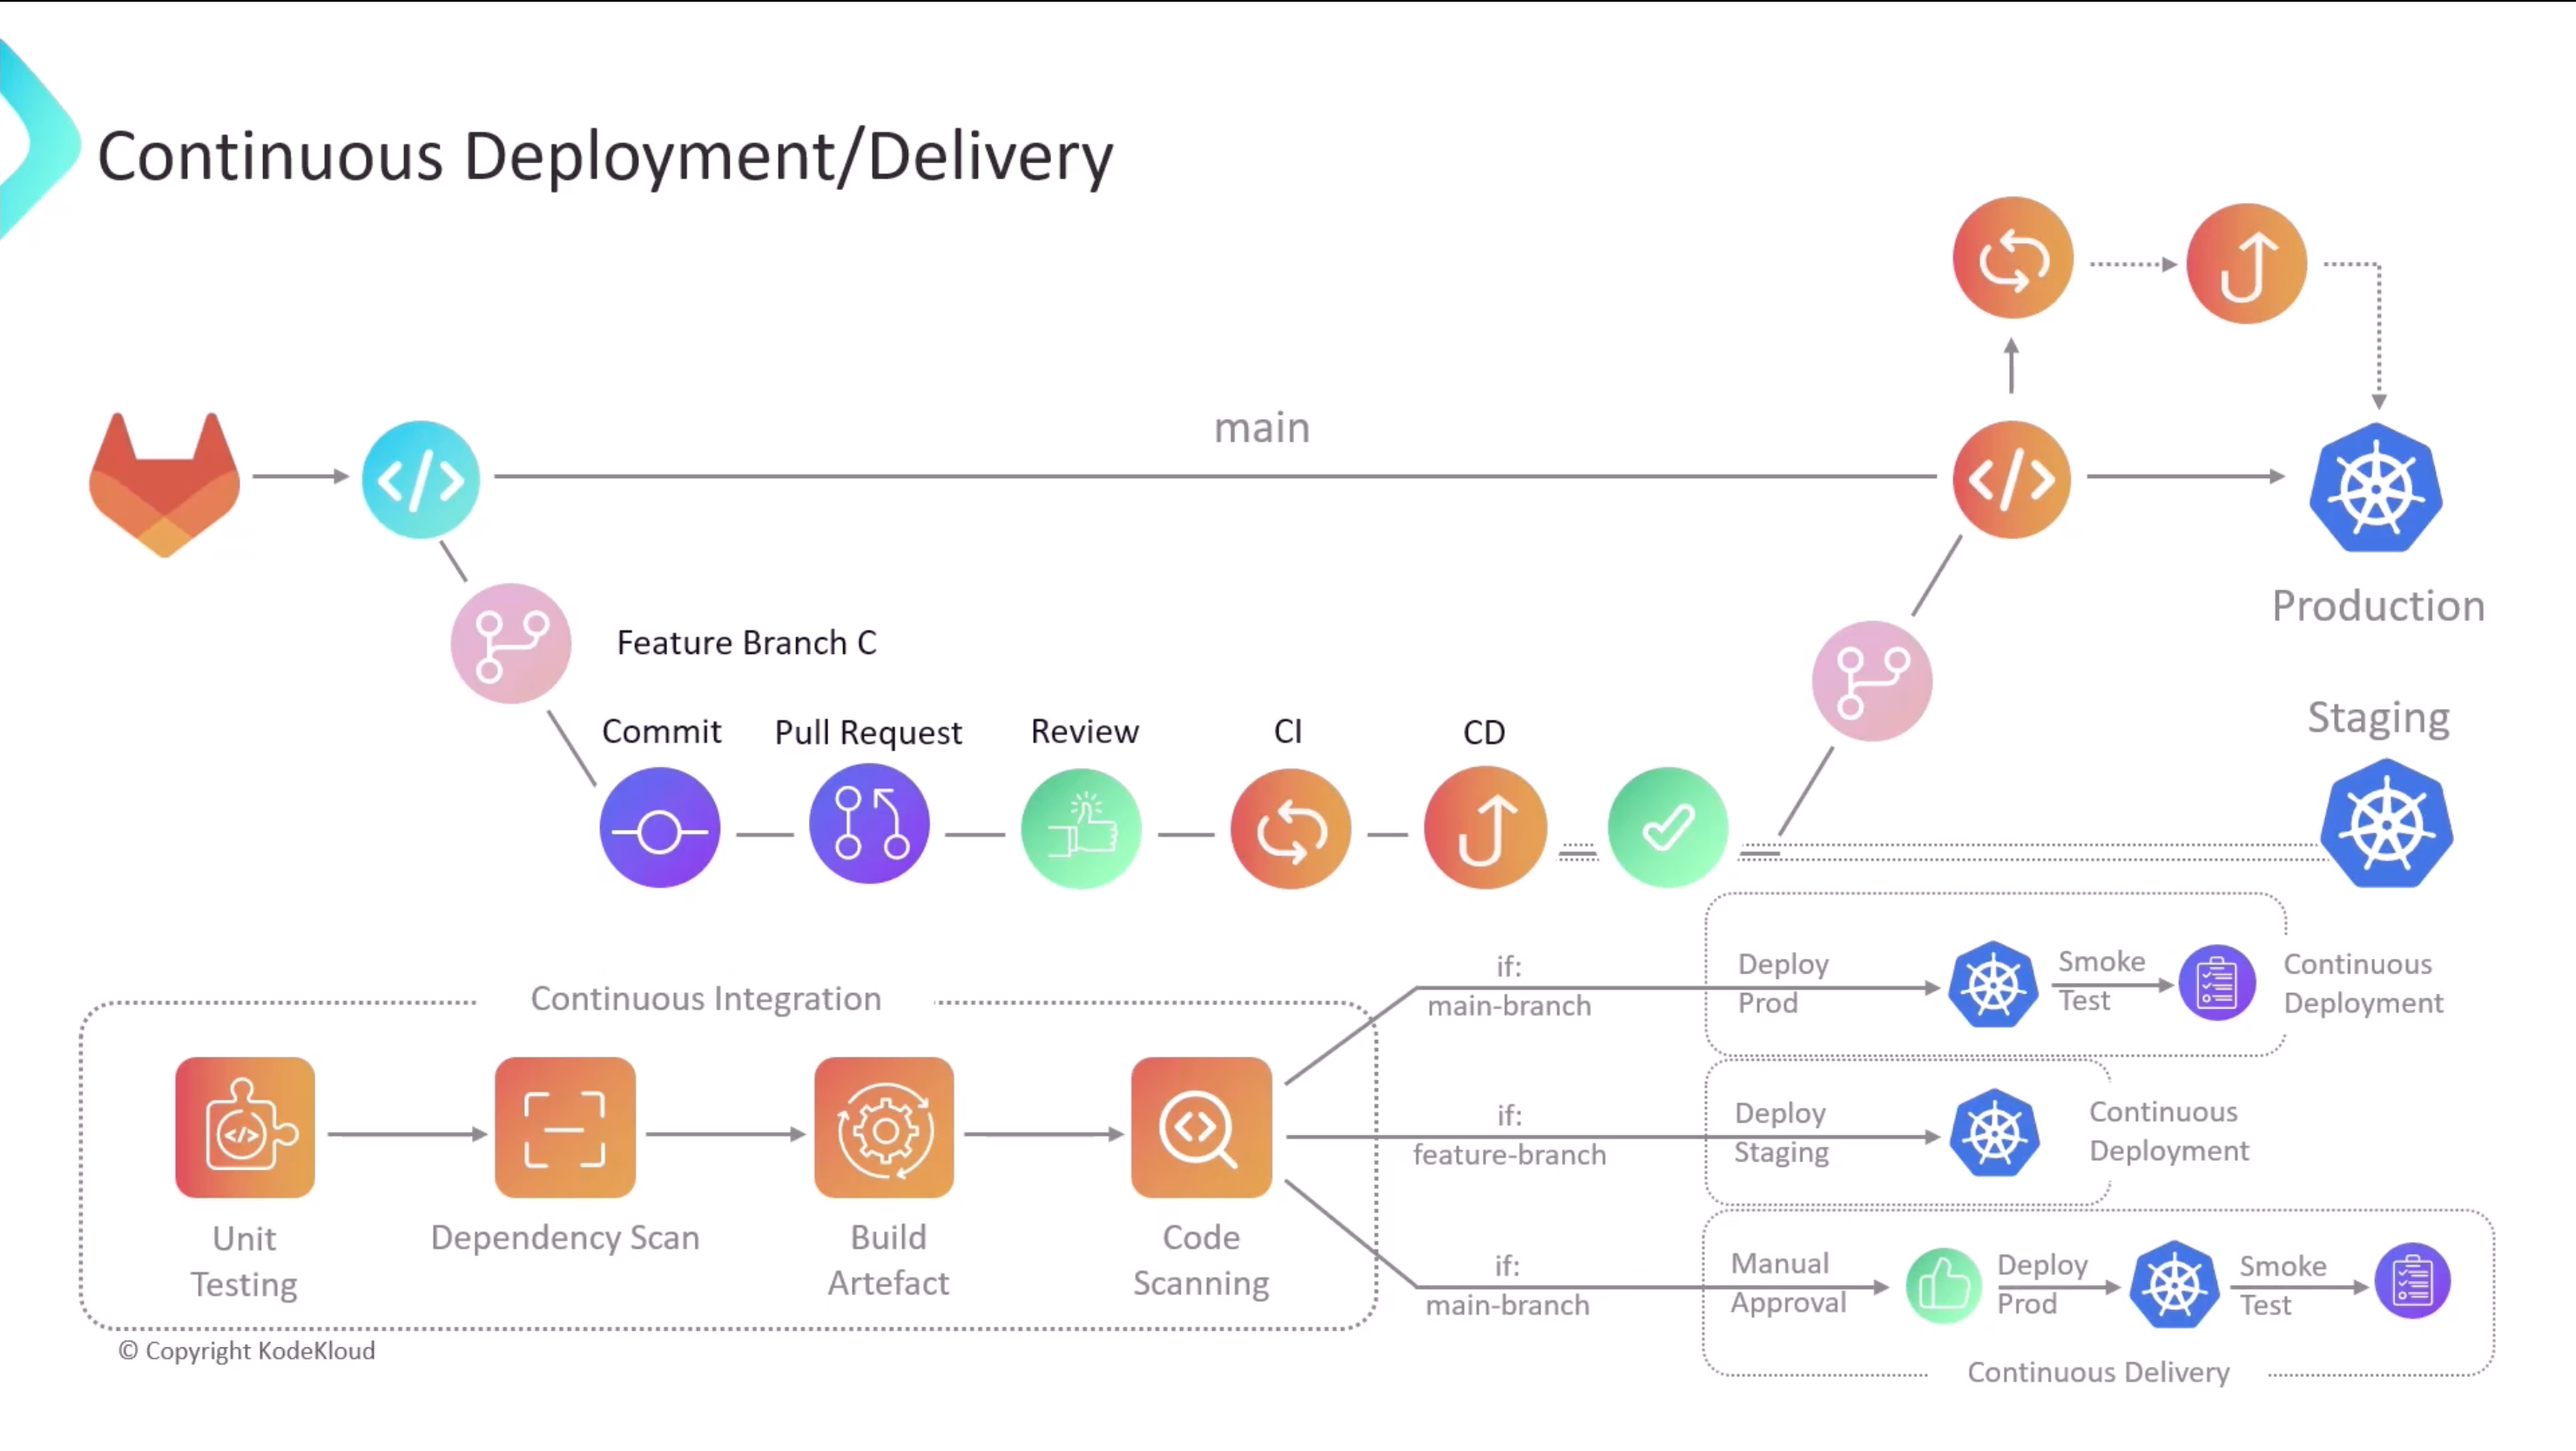 Continuous Deployment/Delivery
main
Production
Feature Branch C
Staging
Commit
Pull Request
Review
CI
CD
Continuous Integration
Unit
Testing
Dependency Scan
Build
Artefact
Code
Scanning
if:
main-branch
Deploy
Prod
Smoke
Test
Continuous
Deployment
if:
feature-branch
Deploy
Staging
Continuous
Deployment
if:
main-branch
Manual
Approval
Deploy
Prod
Smoke
Test
Continuous Delivery
© Copyright KodeKloud